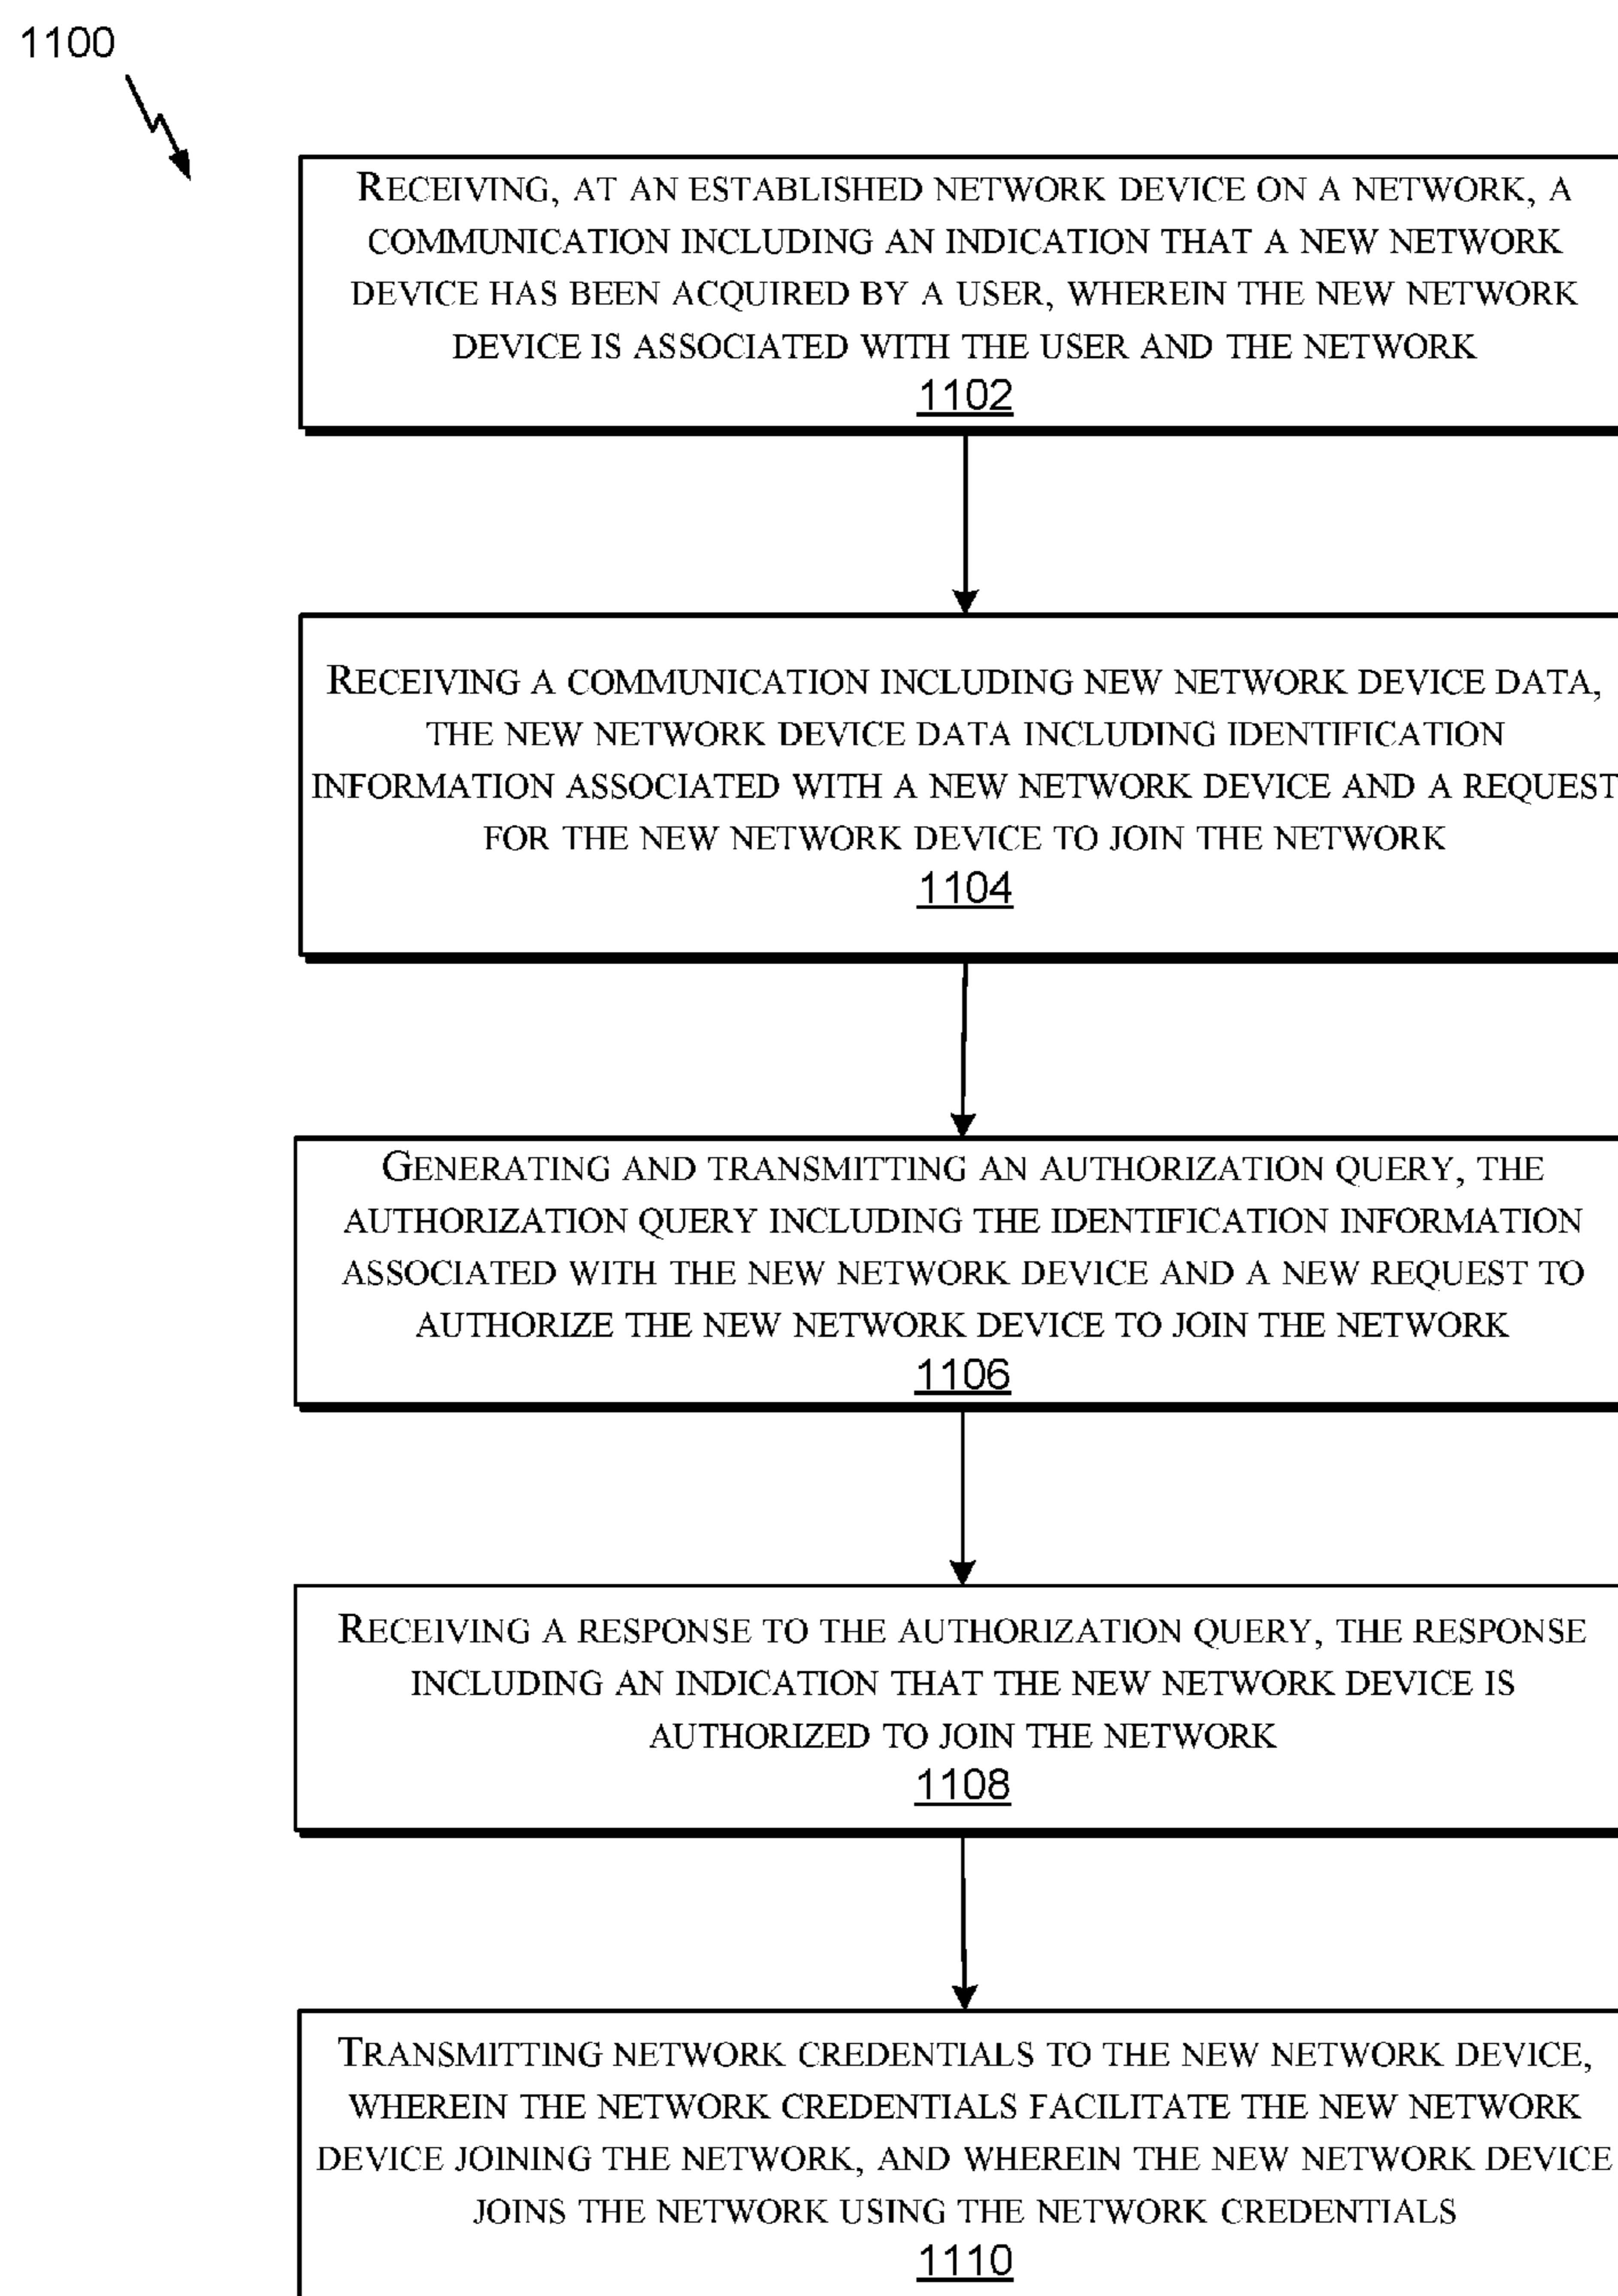 1100
RECEIVING, AT AN ESTABLISHED NETWORK DEVICE ON A NETWORK, A
COMMUNICATION INCLUDING AN INDICATION THAT A NEW NETWORK
DEVICE HAS BEEN ACQUIRED BY A USER, WHEREIN THE NEW NETWORK
DEVICE IS ASSOCIATED WITH THE USER AND THE NETWORK
1102
RECEIVING A COMMUNICATION INCLUDING NEW NETWORK DEVICE DATA,
THE NEW NETWORK DEVICE DATA INCLUDING IDENTIFICATION
INFORMATION ASSOCIATED WITH A NEW NETWORK DEVICE AND A REQUEST
FOR THE NEW NETWORK DEVICE TO JOIN THE NETWORK
1104
GENERATING AND TRANSMITTING AN AUTHORIZATION QUERY, THE
AUTHORIZATION QUERY INCLUDING THE IDENTIFICATION INFORMATION
ASSOCIATED WITH THE NEW NETWORK DEVICE AND A NEW REQUEST TO
AUTHORIZE THE NEW NETWORK DEVICE TO JOIN THE NETWORK
1106
RECEIVING A RESPONSE TO THE AUTHORIZATION QUERY, THE RESPONSE
INCLUDING AN INDICATION THAT THE NEW NETWORK DEVICE IS
AUTHORIZED TO JOIN THE NETWORK
1108
TRANSMITTING NETWORK CREDENTIALS TO THE NEW NETWORK DEVICE,
WHEREIN THE NETWORK CREDENTIALS FACILITATE THE NEW NETWORK
DEVICE JOINING THE NETWORK, AND WHEREIN THE NEW NETWORK DEVICE
JOINS THE NETWORK USING THE NETWORK CREDENTIALS
1110